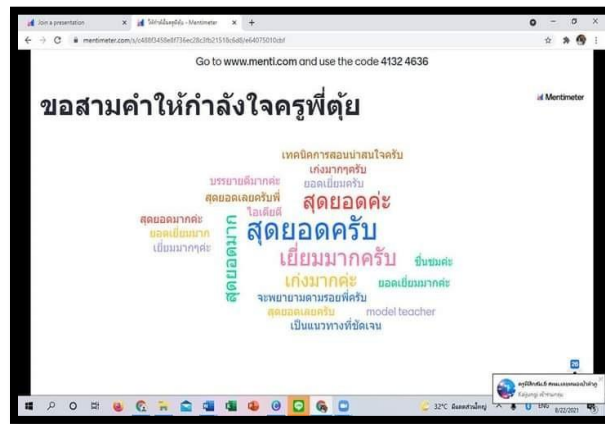 Join a presentation
Mentimeter
Go to www.menti.com and use the code 4132 4636
Mentimeter
ขอสามคำให้กำลังใจครูพี่ตุ้ย
เทคนิคการสอนน่าสนใจครับ
เก่งมากๆครับ
บรรยายดีมากค่ะ
ยอดเยี่ยมครับ
สุดยอดเลยครับพี่
สุดยอดค่ะ
ไอเดียดี
สุดยอดมากค่ะ
สุดยอดครับ
ยอดเยี่ยมมาก
เยี่ยมมากๆค่ะ
สุดยอดมาก
เยี่ยมมากครับ
ชื่นชมค่ะ
เก่งมากค่ะ
ยอดเยี่ยมมากค่ะ
จะพยายามตามรอยพี่ครับ
สุดยอดเลยครับ
model teacher
เป็นแนวทางที่ชัดเจน
32°C
ENG
8/22/2021